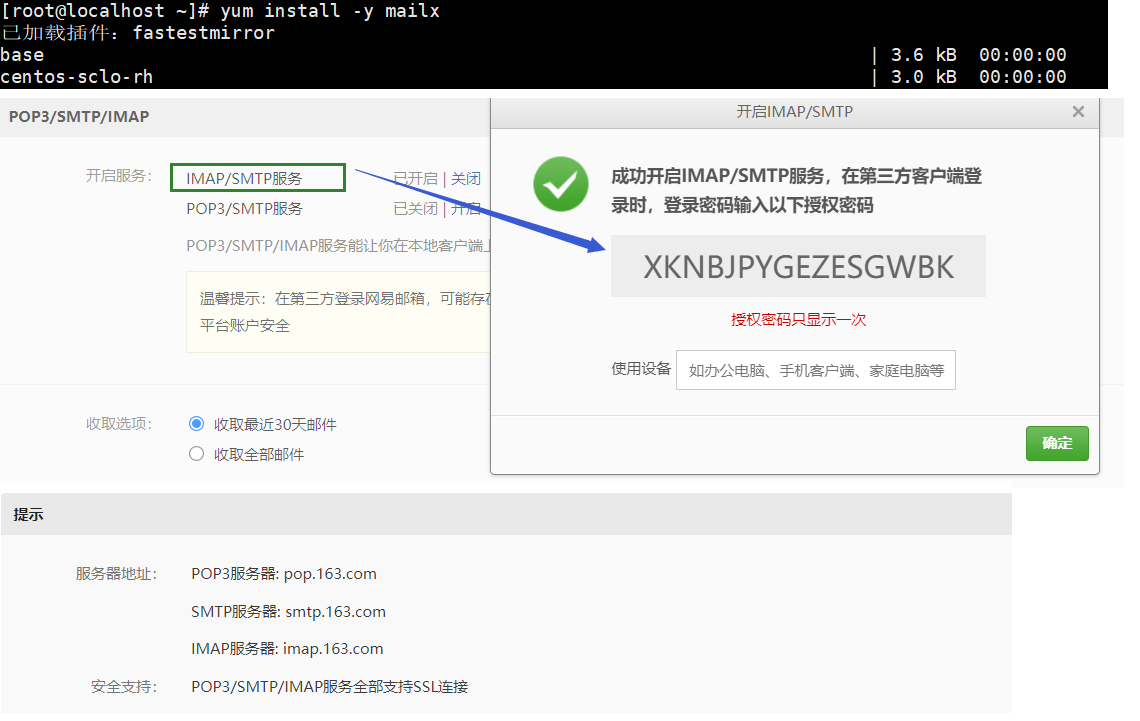 [root@localhost ~]# yum install -y mailx
已加载插件：fastestmirror
base | 3.6 kB 00:00:00
centos-sclo-rh | 3.0 kB 00:00:00
POP3/SMTP/IMAP
开启服务：
IMAP/SMTP服务
已开启 | 关闭
POP3/SMTP服务
已关闭 | 开启
POP3/SMTP/IMAP服务能让你在本地客户端上
温馨提示：在第三方登录网易邮箱，可能存在
平台账户安全
收取选项：
收取最近30天邮件
收取全部邮件
开启IMAP/SMTP
×
成功开启IMAP/SMTP服务，在第三方客户端登
录时，登录密码输入以下授权密码
XKNBJPYGEZESGWBK
授权密码只显示一次
使用设备
如办公电脑、手机客户端、家庭电脑等
确定
提示
服务器地址：
POP3服务器: pop.163.com
SMTP服务器: smtp.163.com
IMAP服务器: imap.163.com
安全支持：
POP3/SMTP/IMAP服务全部支持SSL连接